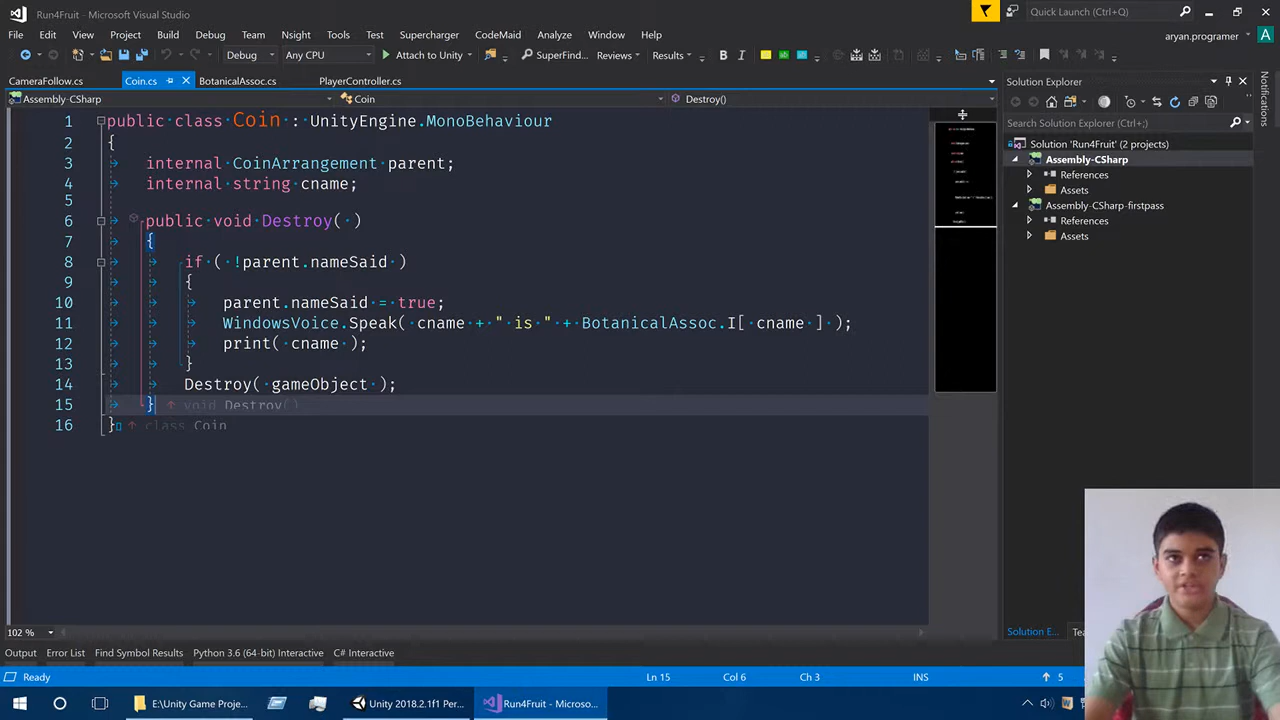 Run4Fruit - Microsoft Visual Studio
Quick Launch (Ctrl+Q)
File Edit View Project Build Debug Team Nsight Tools Test Supercharger CodeMaid Analyze Window Help
aryan.programer A
Debug Any CPU Attach to Unity SuperFind... Reviews Results B I U
CameraFollow.cs Coin.cs BotanicalAssoc.cs PlayerController.cs
Assembly-CSharp Coin Destroy()
1 public class Coin : UnityEngine.MonoBehaviour
2 {
3 internal CoinArrangement parent;
4 internal string cname;
5
6 public void Destroy( )
7 {
8 if ( !parent.nameSaid )
9 {
10 parent.nameSaid = true;
11 WindowsVoice.Speak( cname + " is " + BotanicalAssoc.I[ cname ] );
12 print( cname );
13 }
14 Destroy( gameObject );
15 } void Destroy()
16 } class Coin
102 %
Solution Explorer
Search Solution Explorer (Ctrl+;)
Solution 'Run4Fruit' (2 projects)
Assembly-CSharp
References
Assets
Assembly-CSharp-firstpass
References
Assets
Solution E... Tea
Notifications
Output Error List Find Symbol Results Python 3.6 (64-bit) Interactive C# Interactive
Ready Ln 15 Col 6 Ch 3 INS 5
E:\Unity Game Proje... Unity 2018.2.1f1 Per... Run4Fruit - Microso...